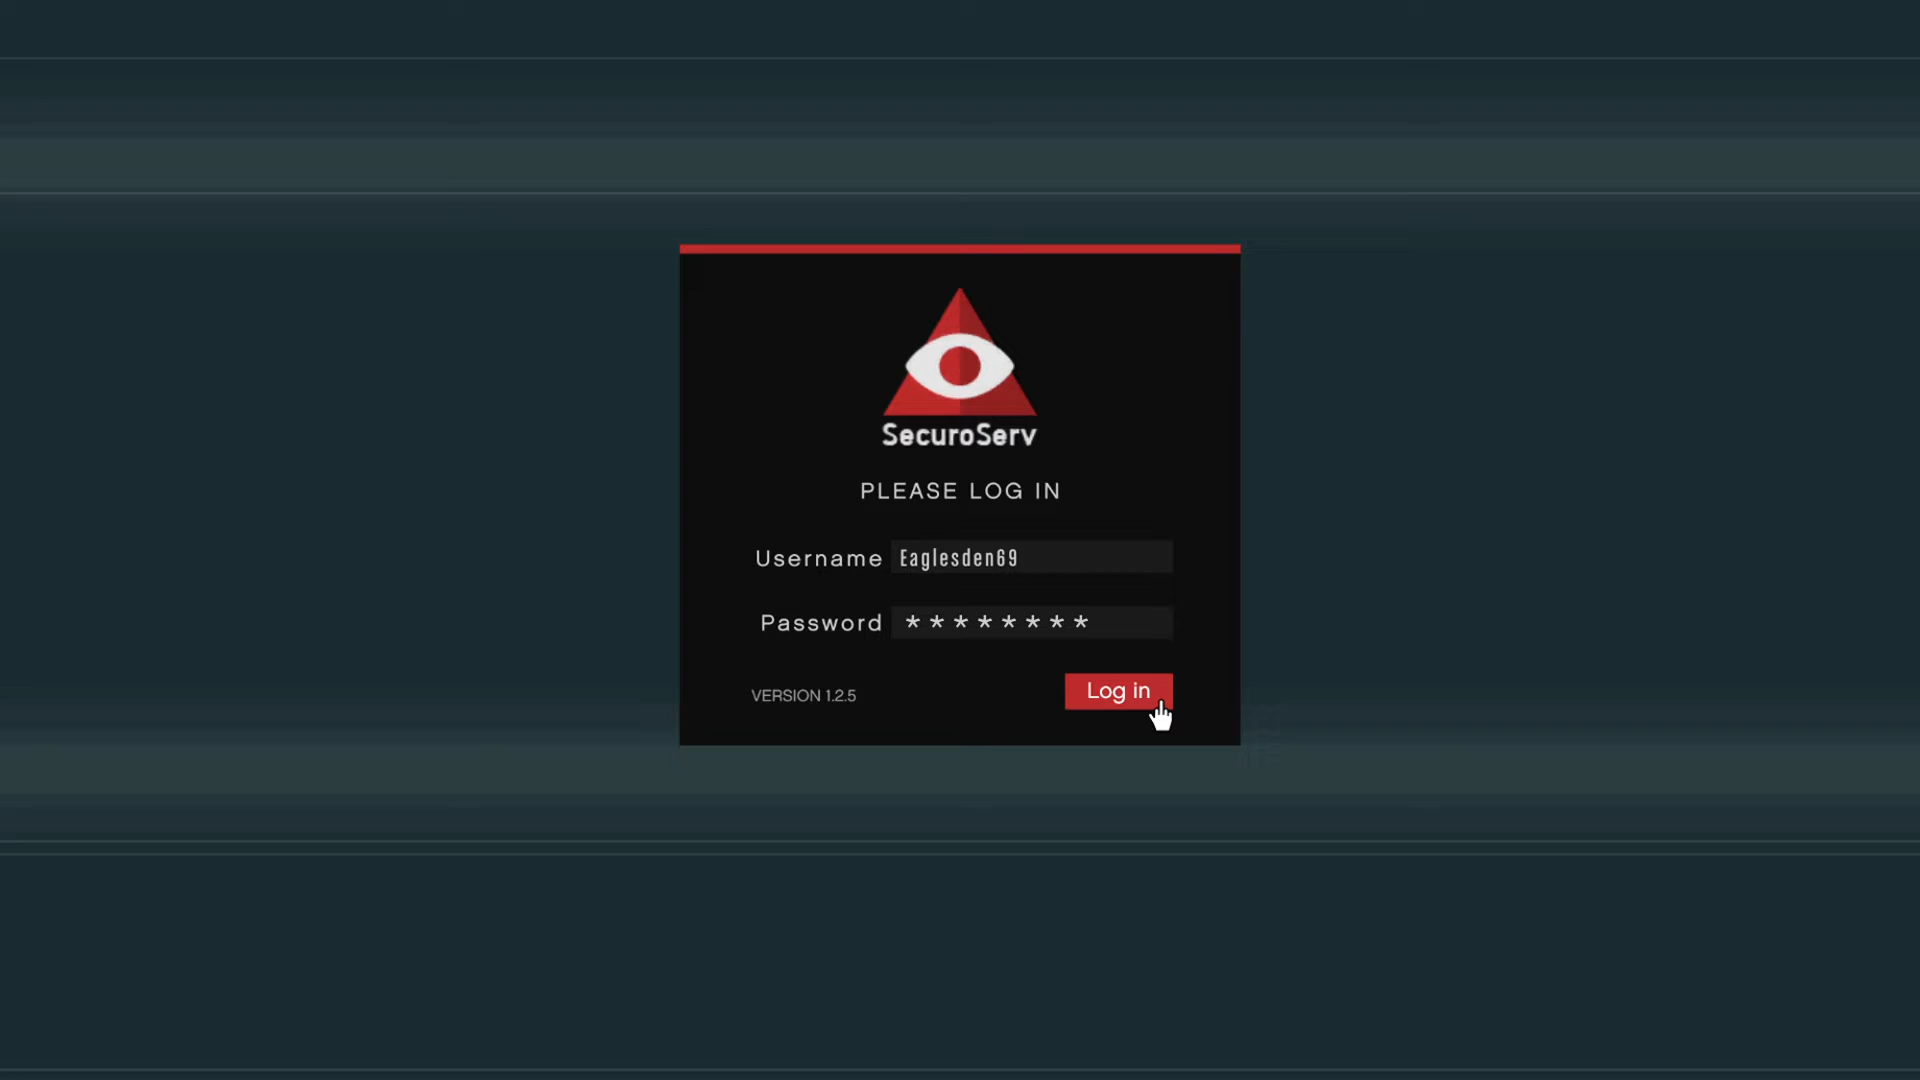 SecuroServ
PLEASE LOG IN
Username Eaglesden69
Password ********
VERSION 1.2.5 Log in